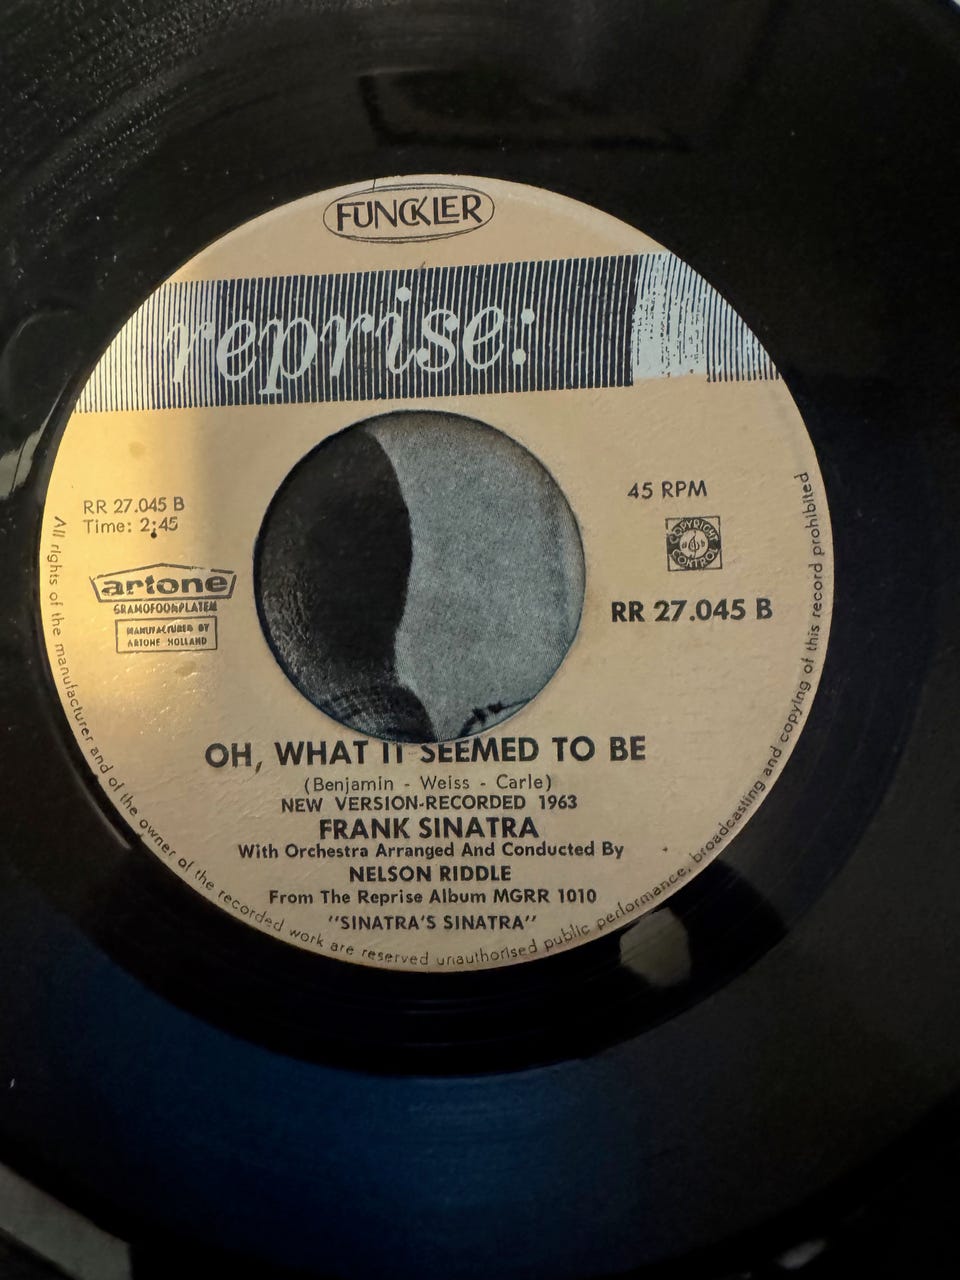 FUNCKLER
reprise:
RR 27.045 B
Time: 2:45
artone
GRAMOFOONPLATEN
MANUFACTURED BY
ARTONE HOLLAND
45 RPM
COPYRIGHT
CONTROL
RR 27.045 B
OH, WHAT IT SEEMED TO BE
(Benjamin - Weiss - Carle)
NEW VERSION-RECORDED 1963
FRANK SINATRA
With Orchestra Arranged And Conducted By
NELSON RIDDLE
From The Reprise Album MGRR 1010
"SINATRA'S SINATRA"
All rights of the manufacturer and of the owner of the recorded work are reserved unauthorised public performance, broadcasting and copying of this record prohibited